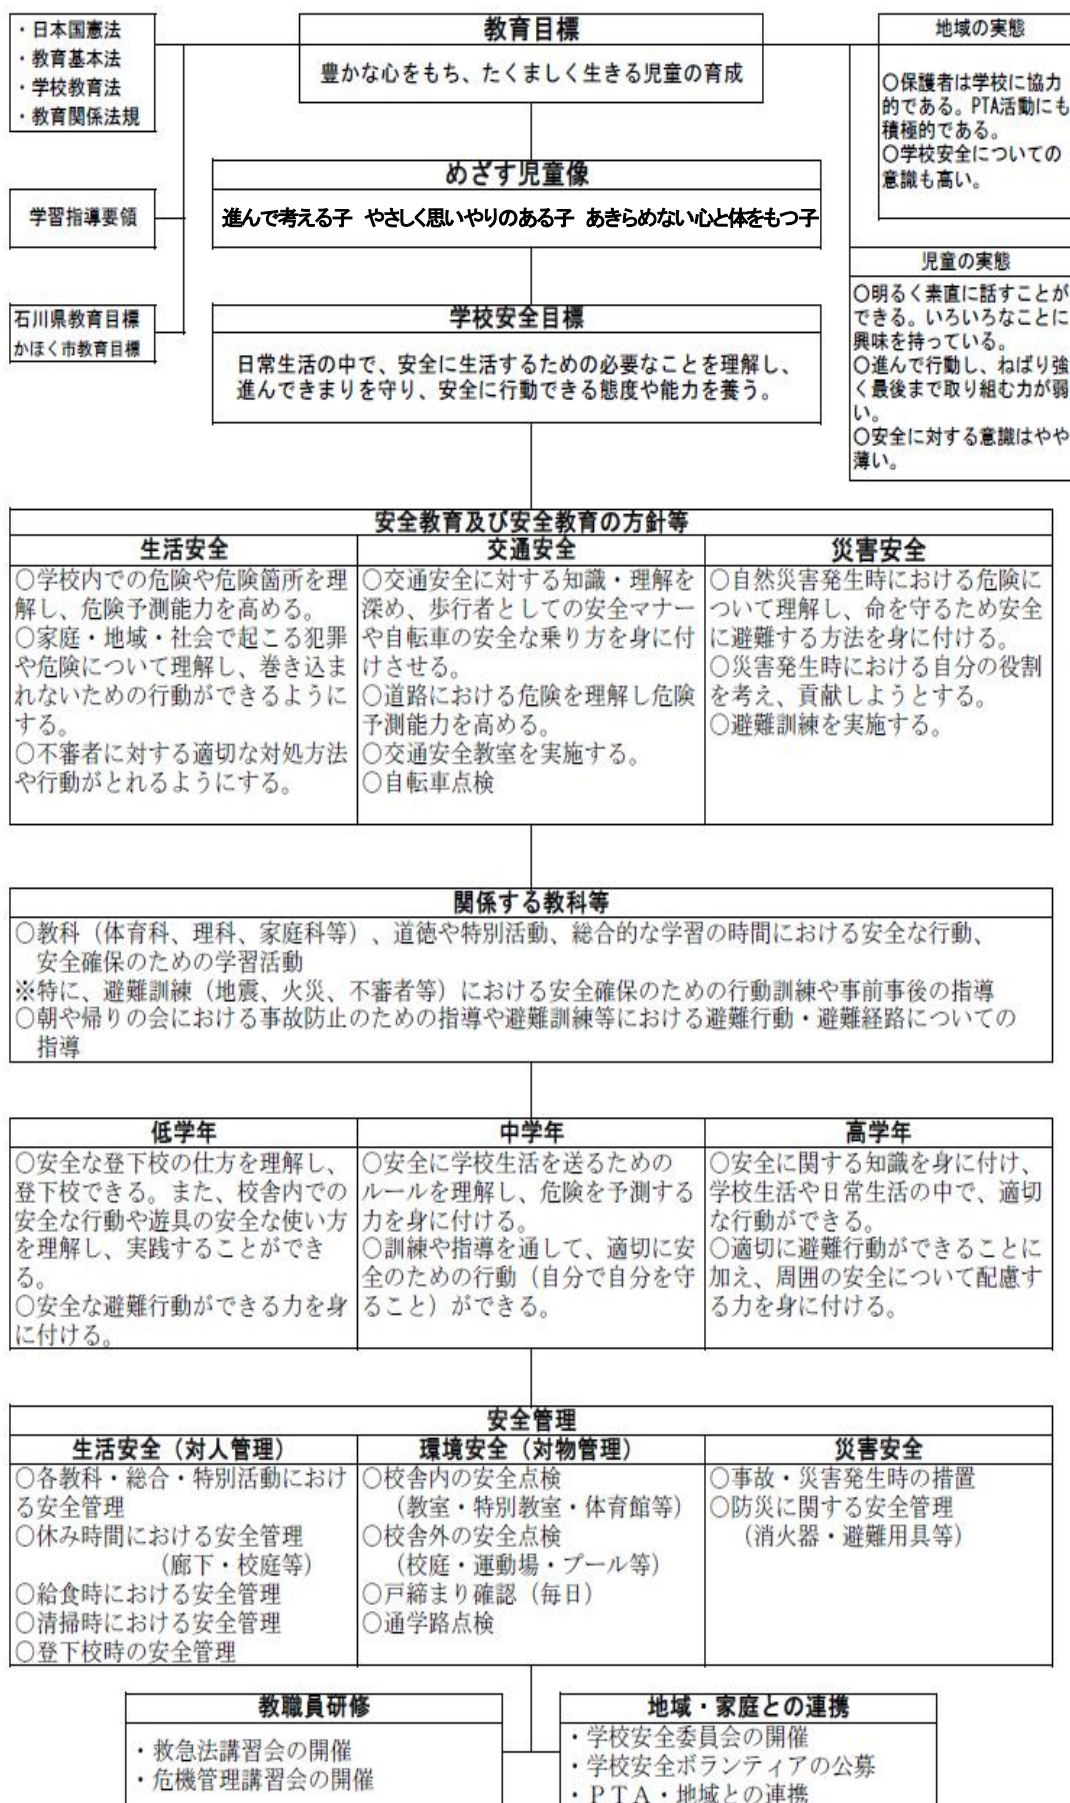 ・日本国憲法
・教育基本法
・学校教育法
・教育関係法規
教育目標
豊かな心をもち、たくましく生きる児童の育成
地域の実態
〇保護者は学校に協力
的である。PTA活動にも
積極的である。
〇学校安全についての
意識も高い。
学習指導要領
めざす児童像
進んで考える子　やさしく思いやりのある子　あきらめない心と体をもつ子
児童の実態
〇明るく素直に話すことが
できる。いろいろなことに
興味を持っている。
〇進んで行動し、ねばり強
く最後まで取り組む力が弱
い。
〇安全に対する意識はやや
薄い。
石川県教育目標
かほく市教育目標
学校安全目標
日常生活の中で、安全に生活するための必要なことを理解し、
進んできまりを守り、安全に行動できる態度や能力を養う。
安全教育及び安全教育の方針等
生活安全
〇学校内での危険や危険箇所を理
解し、危険予測能力を高める。
〇家庭・地域・社会で起こる犯罪
や危険について理解し、巻き込ま
れないための行動ができるように
する。
〇不審者に対する適切な対処方法
や行動がとれるようにする。
交通安全
〇交通安全に対する知識・理解を
深め、歩行者としての安全マナー
や自転車の安全な乗り方を身に付
けさせる。
〇道路における危険を理解し危険
予測能力を高める。
〇交通安全教室を実施する。
〇自転車点検
災害安全
〇自然災害発生時における危険に
ついて理解し、命を守るため安全
に避難する方法を身に付ける。
〇災害発生時における自分の役割
を考え、貢献しようとする。
〇避難訓練を実施する。
関係する教科等
〇教科（体育科、理科、家庭科等）、道徳や特別活動、総合的な学習の時間における安全な行動、
安全確保のための学習活動
※特に、避難訓練（地震、火災、不審者等）における安全確保のための行動訓練や事前事後の指導
〇朝や帰りの会における事故防止のための指導や避難訓練等における避難行動・避難経路についての
指導
低学年
〇安全な登下校の仕方を理解し、
登下校できる。また、校舎内での
安全な行動や遊具の安全な使い方
を理解し、実践することができ
る。
〇安全な避難行動ができる力を身
に付ける。
中学年
〇安全に学校生活を送るための
ルールを理解し、危険を予測する
力を身に付ける。
〇訓練や指導を通して、適切に安
全のための行動（自分で自分を守
ること）ができる。
高学年
〇安全に関する知識を身に付け、
学校生活や日常生活の中で、適切
な行動ができる。
〇適切に避難行動ができることに
加え、周囲の安全について配慮す
る力を身に付ける。
安全管理
生活安全（対人管理）
〇各教科・総合・特別活動におけ
る安全管理
〇休み時間における安全管理
（廊下・校庭等）
〇給食時における安全管理
〇清掃時における安全管理
〇登下校時の安全管理
環境安全（対物管理）
〇校舎内の安全点検
（教室・特別教室・体育館等）
〇校舎外の安全点検
（校庭・運動場・プール等）
〇戸締まり確認（毎日）
〇通学路点検
災害安全
〇事故・災害発生時の措置
〇防災に関する安全管理
（消火器・避難用具等）
教職員研修
・救急法講習会の開催
・危機管理講習会の開催
地域・家庭との連携
・学校安全委員会の開催
・学校安全ボランティアの公募
・ＰＴＡ・地域との連携